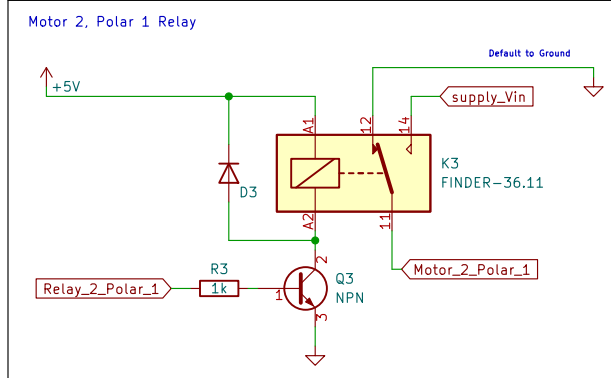 Motor 2, Polar 1 Relay
Default to Ground
+5V
supply_Vin
A1
12
14
K3
FINDER-36.11
D3
A2
11
Motor_2_Polar_1
2
Q3
NPN
Relay_2_Polar_1
R3
1k
1
3